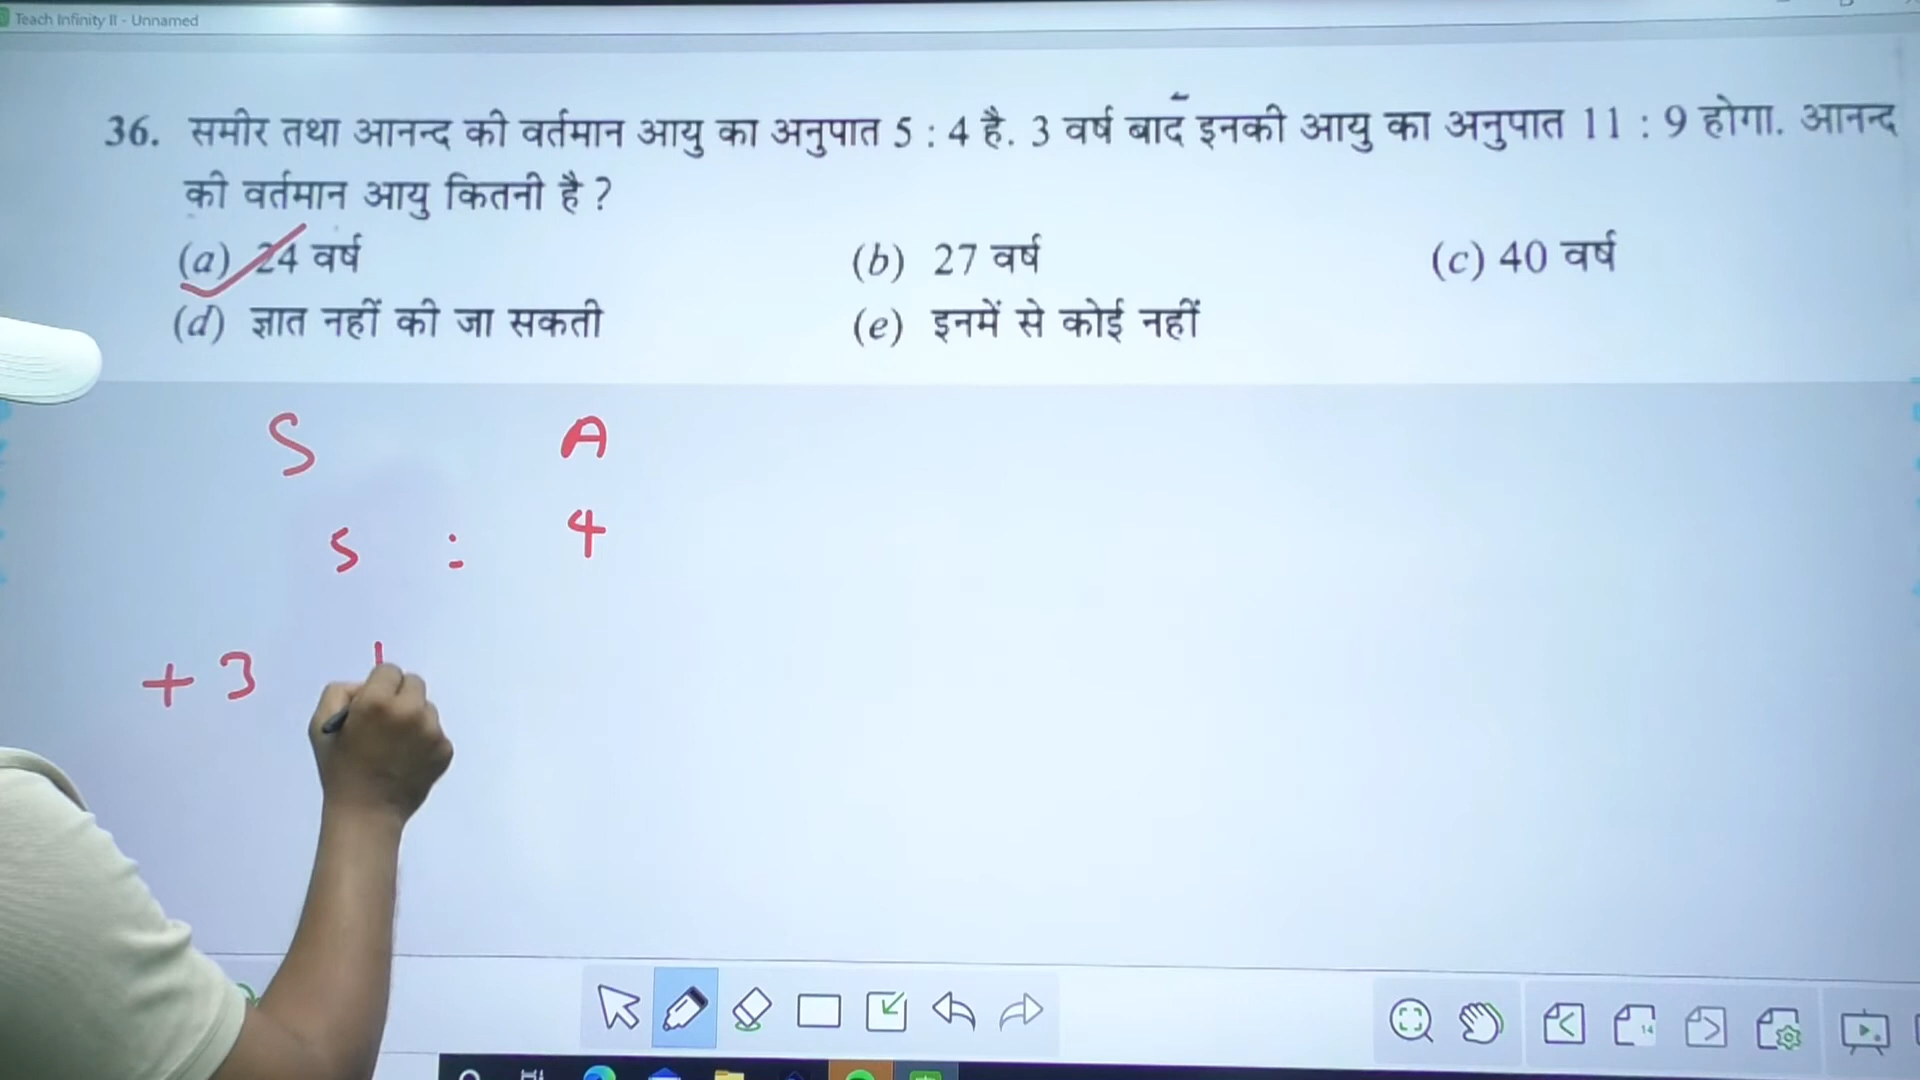 Teach Infinity II - Unnamed
36. समीर तथा आनन्द की वर्तमान आयु का अनुपात 5 : 4 है. 3 वर्ष बाद इनकी आयु का अनुपात 11 : 9 होगा. आनन्द
की वर्तमान आयु कितनी है ?
(a) 24 वर्ष (b) 27 वर्ष (c) 40 वर्ष
(d) ज्ञात नहीं की जा सकती (e) इनमें से कोई नहीं
S A
5 : 4
+3
14